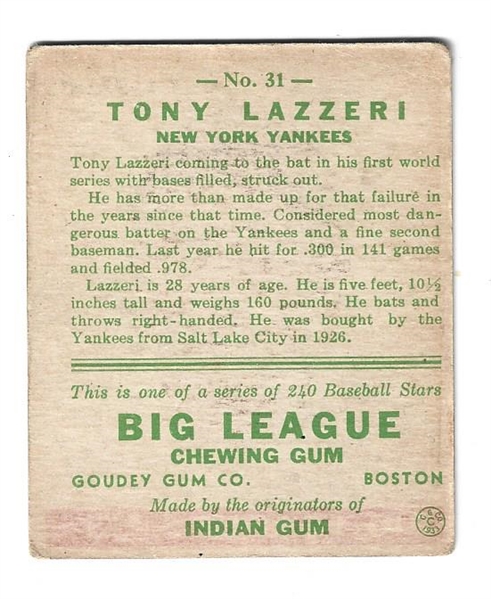 — No. 31 —
TONY LAZZERI
NEW YORK YANKEES
Tony Lazzeri coming to the bat in his first world
series with bases filled, struck out.
He has more than made up for that failure in
the years since that time. Considered most dan-
gerous batter on the Yankees and a fine second
baseman. Last year he hit for .300 in 141 games
and fielded .978.
Lazzeri is 28 years of age. He is five feet, 10½
inches tall and weighs 160 pounds. He bats and
throws right-handed. He was bought by the
Yankees from Salt Lake City in 1926.
This is one of a series of 240 Baseball Stars
BIG LEAGUE
CHEWING GUM
GOUDEY GUM CO. BOSTON
Made by the originators of
INDIAN GUM
C
1933